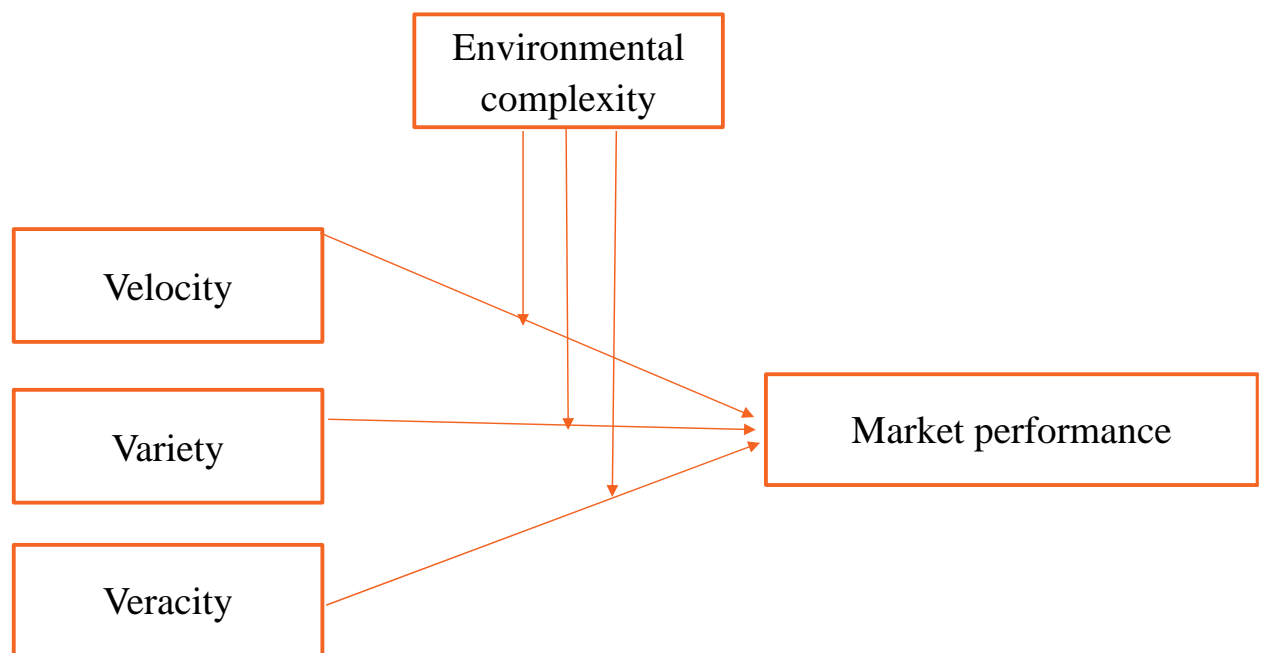 Environmental
complexity
Velocity
Variety
Market performance
Veracity